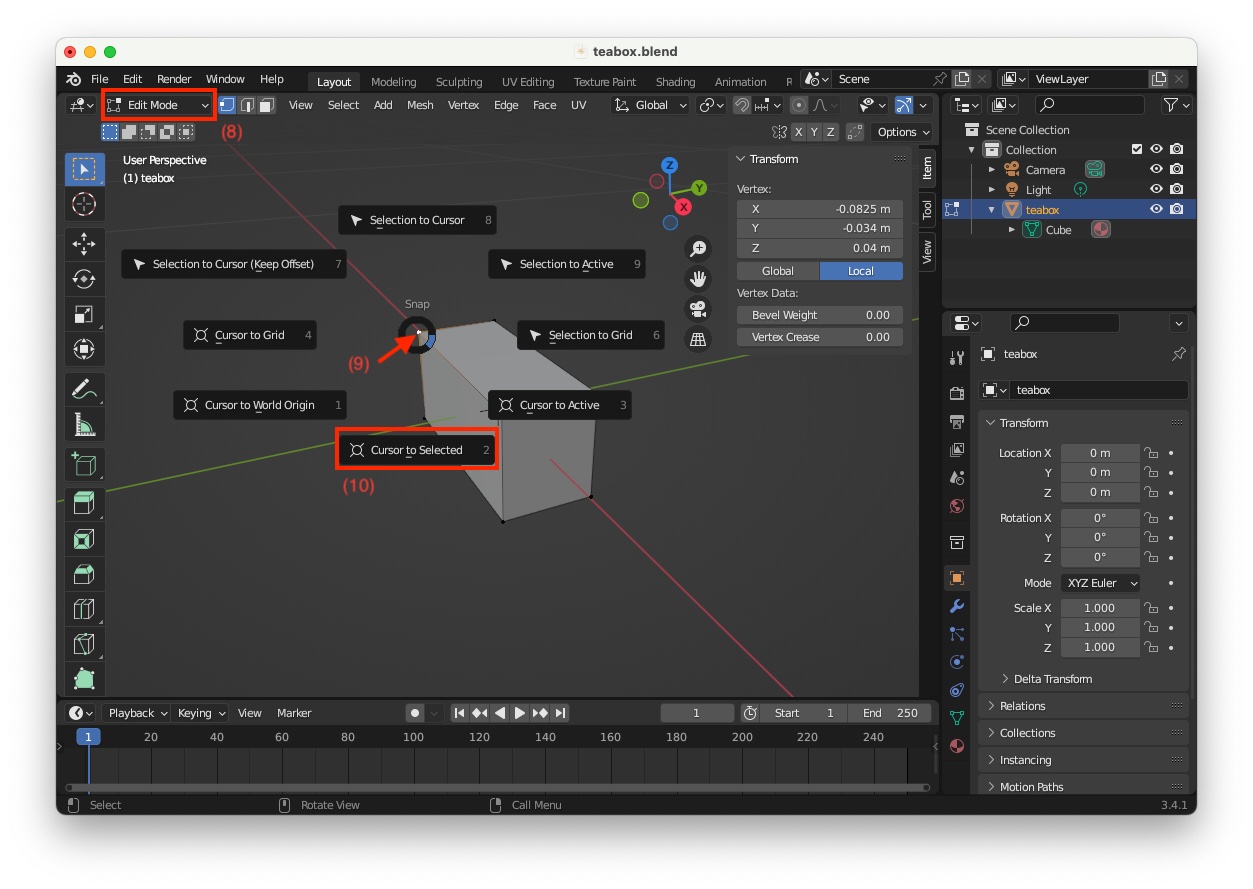 teabox.blend
File Edit Render Window Help Layout Modeling Sculpting UV Editing Texture Paint Shading Animation R Scene ViewLayer
Edit Mode View Select Add Mesh Vertex Edge Face UV Global
(8) X Y Z Options
User Perspective
(1) teabox
Z
Y
X
Transform
Vertex:
X -0.0825 m
Y -0.034 m
Z 0.04 m
Global Local
Vertex Data:
Bevel Weight 0.00
Vertex Crease 0.00
Item
Tool
View
Selection to Cursor 8
Selection to Cursor (Keep Offset) 7
Selection to Active 9
Snap
Cursor to Grid 4
Selection to Grid 6
(9)
Cursor to World Origin 1
Cursor to Active 3
Cursor to Selected 2
(10)
Scene Collection
Collection
Camera
Light
teabox
Cube
teabox
teabox
Transform
Location X 0 m
Y 0 m
Z 0 m
Rotation X 0°
Y 0°
Z 0°
Mode XYZ Euler
Scale X 1.000
Y 1.000
Z 1.000
Delta Transform
Relations
Collections
Instancing
Motion Paths
Playback Keying View Marker 1 Start 1 End 250
1 20 40 60 80 100 120 140 160 180 200 220 240
Select Rotate View Call Menu 3.4.1